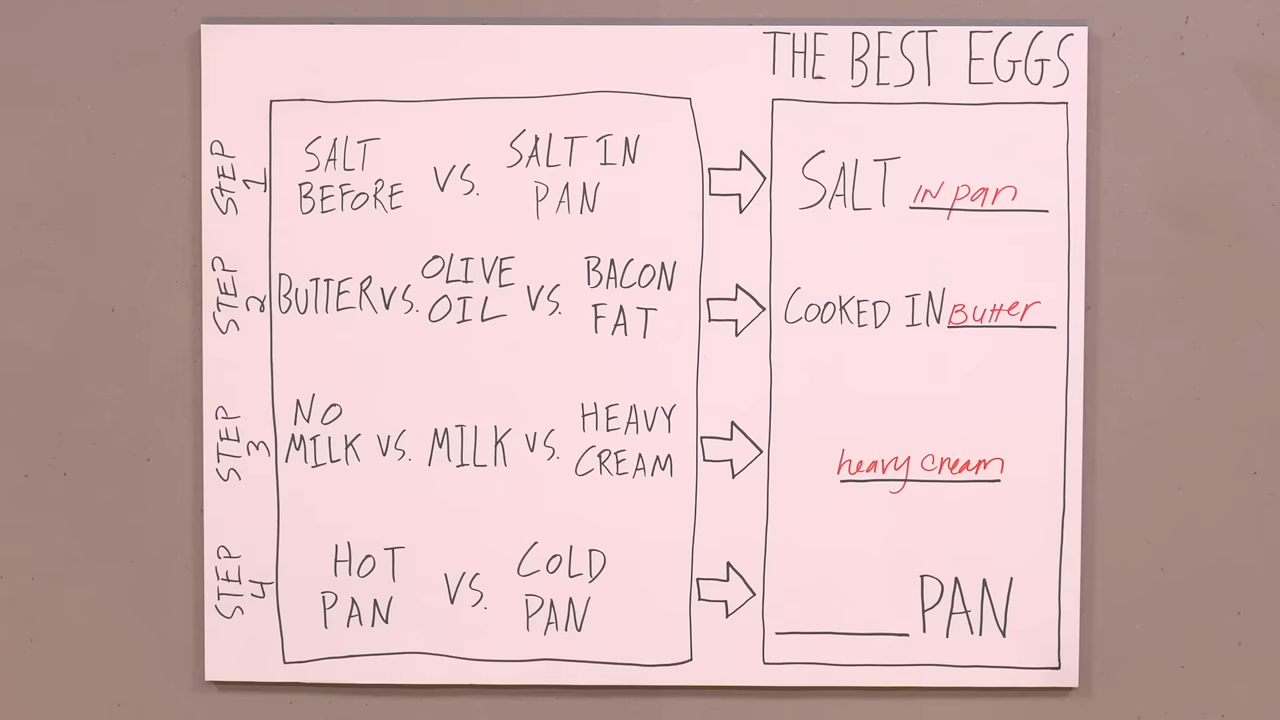 THE BEST EGGS
STEP 1
SALT BEFORE VS. SALT IN PAN
SALT in pan
STEP 2
BUTTER VS. OLIVE OIL VS. BACON FAT
COOKED IN Butter
STEP 3
NO MILK VS. MILK VS. HEAVY CREAM
heavy cream
STEP 4
HOT PAN VS. COLD PAN
PAN